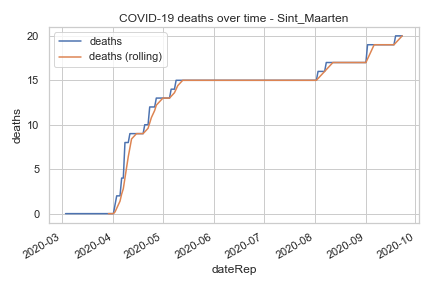 COVID-19 deaths over time - Sint_Maarten
deaths
deaths (rolling)
20
15
10
5
0
deaths
2020-03
2020-04
2020-05
2020-06
2020-07
2020-08
2020-09
2020-10
dateRep